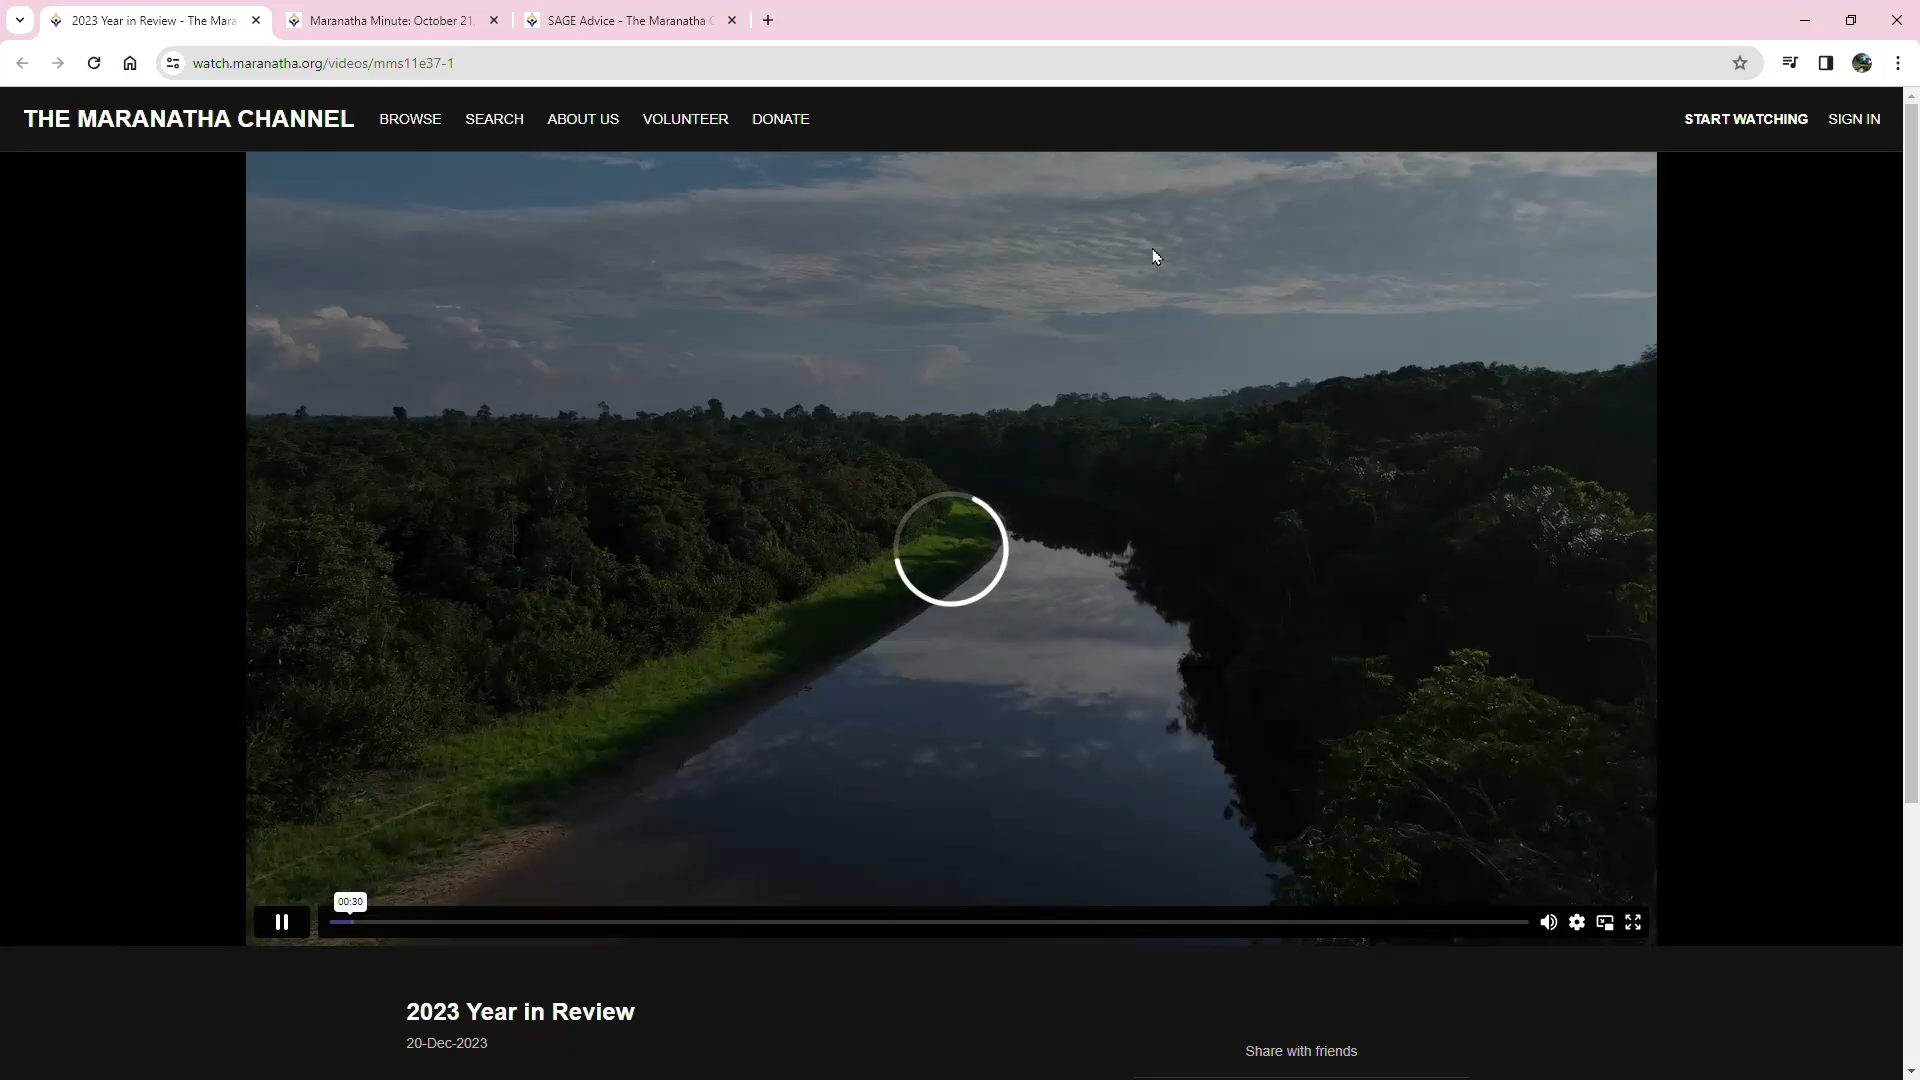 2023 Year in Review - The Mara
Maranatha Minute: October 21
SAGE Advice - The Maranatha C
watch.maranatha.org/videos/mms11e37-1
THE MARANATHA CHANNEL BROWSE SEARCH ABOUT US VOLUNTEER DONATE START WATCHING SIGN IN
00:30
2023 Year in Review
20-Dec-2023
Share with friends